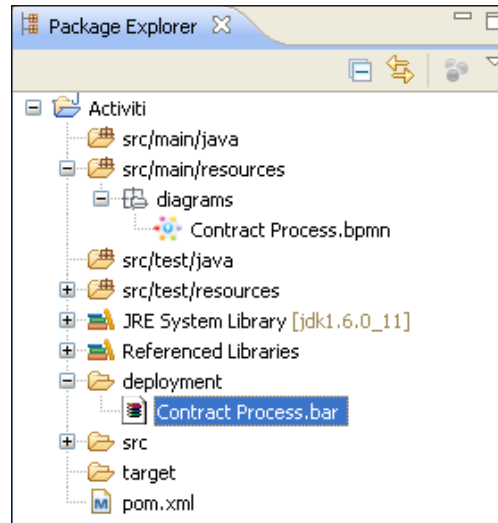 Package Explorer
Activiti
src/main/java
src/main/resources
diagrams
Contract Process.bpmn
src/test/java
src/test/resources
JRE System Library [jdk1.6.0_11]
Referenced Libraries
deployment
Contract Process.bar
src
target
M pom.xml